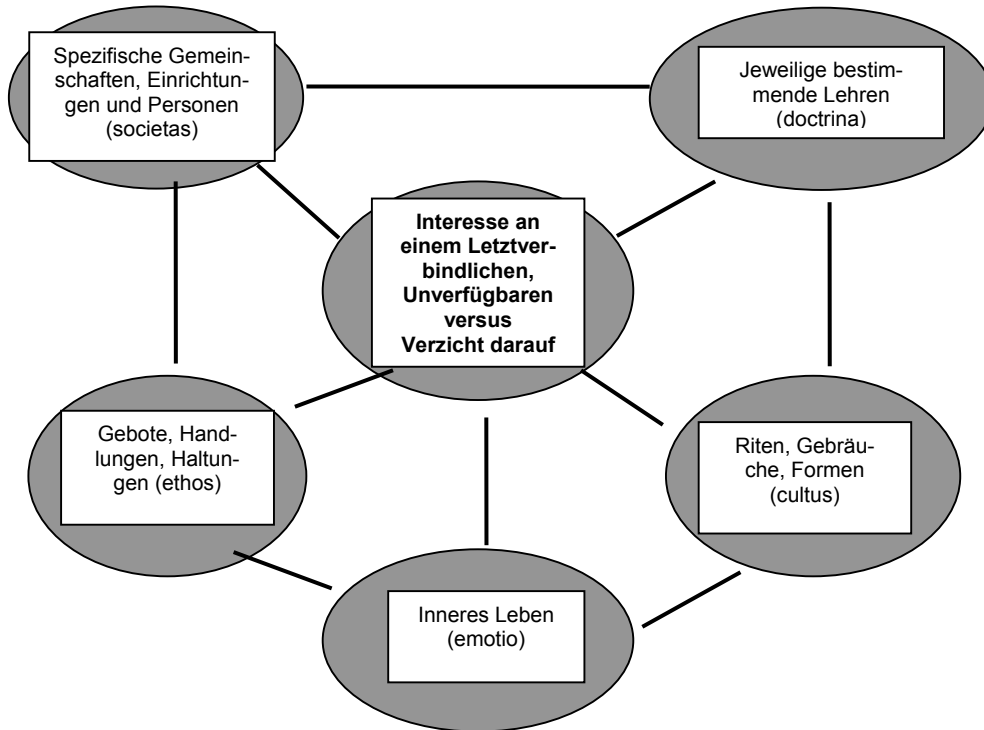 Spezifische Gemein-
schaften, Einrichtun-
gen und Personen
(societas)
Jeweilige bestim-
mende Lehren
(doctrina)
Interesse an
einem Letztver-
bindlichen,
Unverfügbaren
versus
Verzicht darauf
Gebote, Hand-
lungen, Haltun-
gen (ethos)
Riten, Gebräu-
che, Formen
(cultus)
Inneres Leben
(emotio)